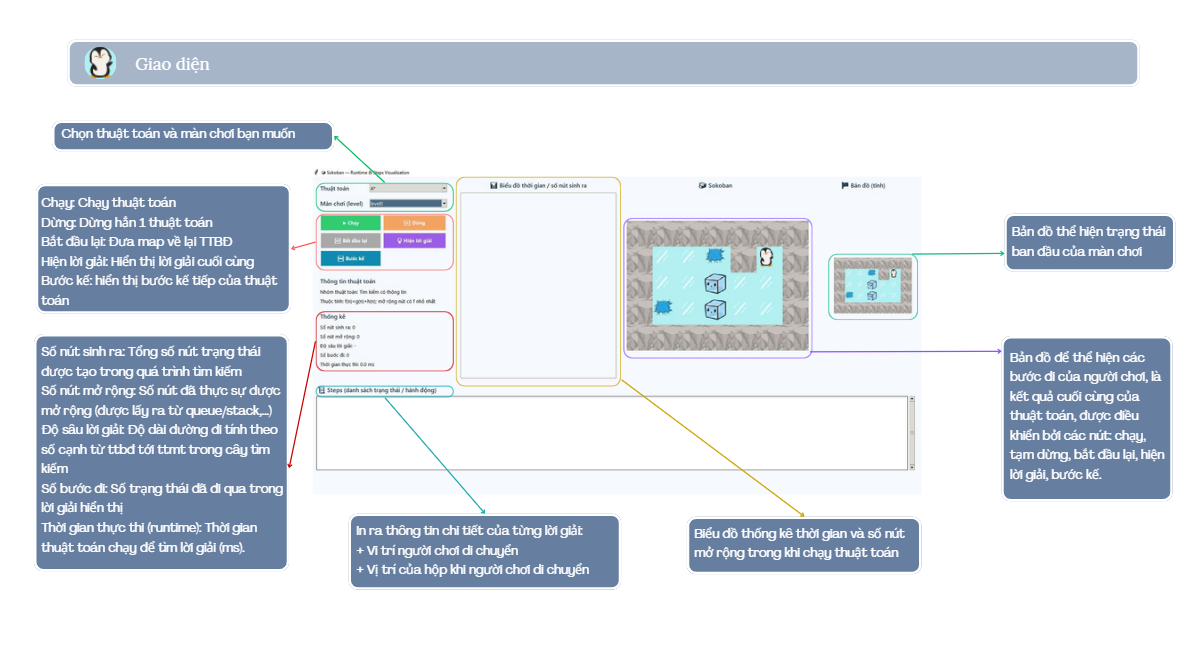 Giao diện
Chọn thuật toán và màn chơi bạn muốn
Chạy: Chạy thuật toán
Dừng: Dừng hẳn 1 thuật toán
Bắt đầu lại: Đưa map về lại TTBĐ
Hiện lời giải: Hiển thị lời giải cuối cùng
Bước kế: hiển thị bước kế tiếp của thuật
toán
Số nút sinh ra: Tổng số nút trạng thái
được tạo trong quá trình tìm kiếm
Số nút mở rộng: Số nút đã thực sự được
mở rộng (được lấy ra từ queue/stack,...)
Độ sâu lời giải: Độ dài đường đi tính theo
số cạnh từ ttbđ tới ttmt trong cây tìm
kiếm
Số bước đi: Số trạng thái đã đi qua trong
lời giải hiển thị
Thời gian thực thi (runtime): Thời gian
thuật toán chạy để tìm lời giải (ms).
Sokoban — Runtime & Steps Visualization
Thuật toán
A*
Màn chơi (level)
level1
Chạy
Dừng
Bắt đầu lại
Hiện lời giải
Bước kế
Thông tin thuật toán
Nhóm thuật toán: Tìm kiếm có thông tin
Thuộc tính: f(n)=g(n)+h(n); mở rộng nút có f nhỏ nhất
Thống kê
Số nút sinh ra: 0
Số nút mở rộng: 0
Độ sâu lời giải: -
Số bước đi: 0
Thời gian thực thi: 0.0 ms
Biểu đồ thời gian / số nút sinh ra
Sokoban
Bản đồ (tĩnh)
Steps (danh sách trạng thái / hành động)
Bản đồ thể hiện trạng thái
ban đầu của màn chơi
Bản đồ để thể hiện các
bước đi của người chơi, là
kết quả cuối cùng của
thuật toán, được điều
khiển bởi các nút: chạy,
tạm dừng, bắt đầu lại, hiện
lời giải, bước kế.
In ra thông tin chi tiết của từng lời giải:
+ Vi trí người chơi di chuyển
+ Vị trí của hộp khi người chơi di chuyển
Biểu đồ thống kê thời gian và số nút
mở rộng trong khi chạy thuật toán